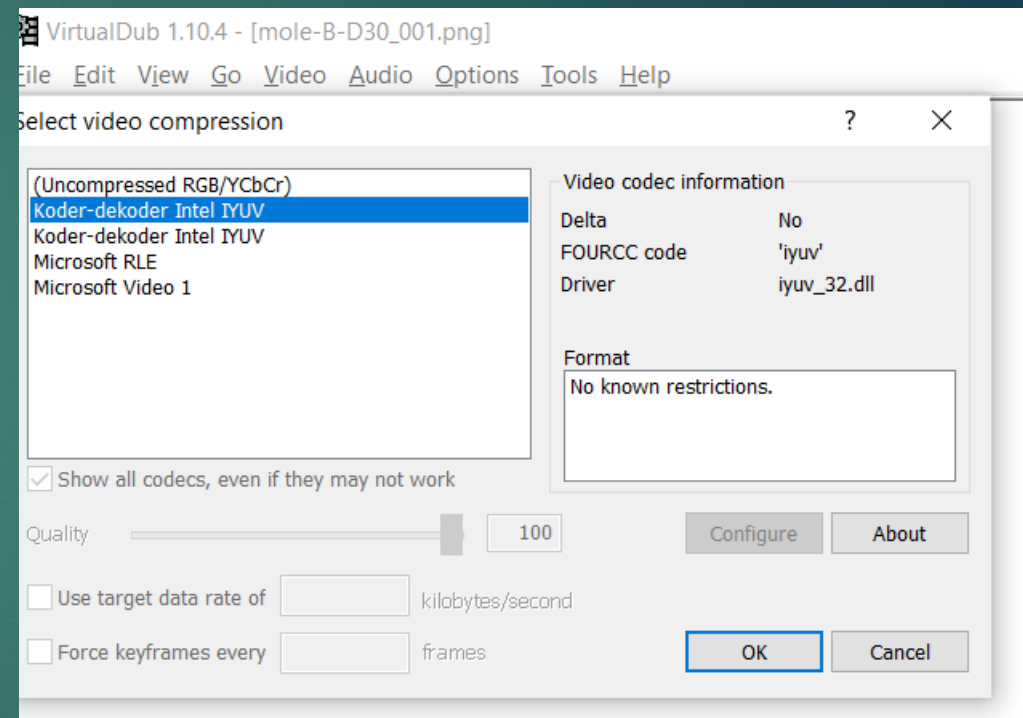 VirtualDub 1.10.4 - [mole-B-D30_001.png]
File Edit View Go Video Audio Options Tools Help
Select video compression ? X
(Uncompressed RGB/YCbCr)
Koder-dekoder Intel IYUV
Koder-dekoder Intel IYUV
Microsoft RLE
Microsoft Video 1
Show all codecs, even if they may not work
Video codec information
Delta No
FOURCC code 'iyuv'
Driver iyuv_32.dll
Format
No known restrictions.
Quality 100 Configure About
Use target data rate of kilobytes/second
Force keyframes every frames OK Cancel